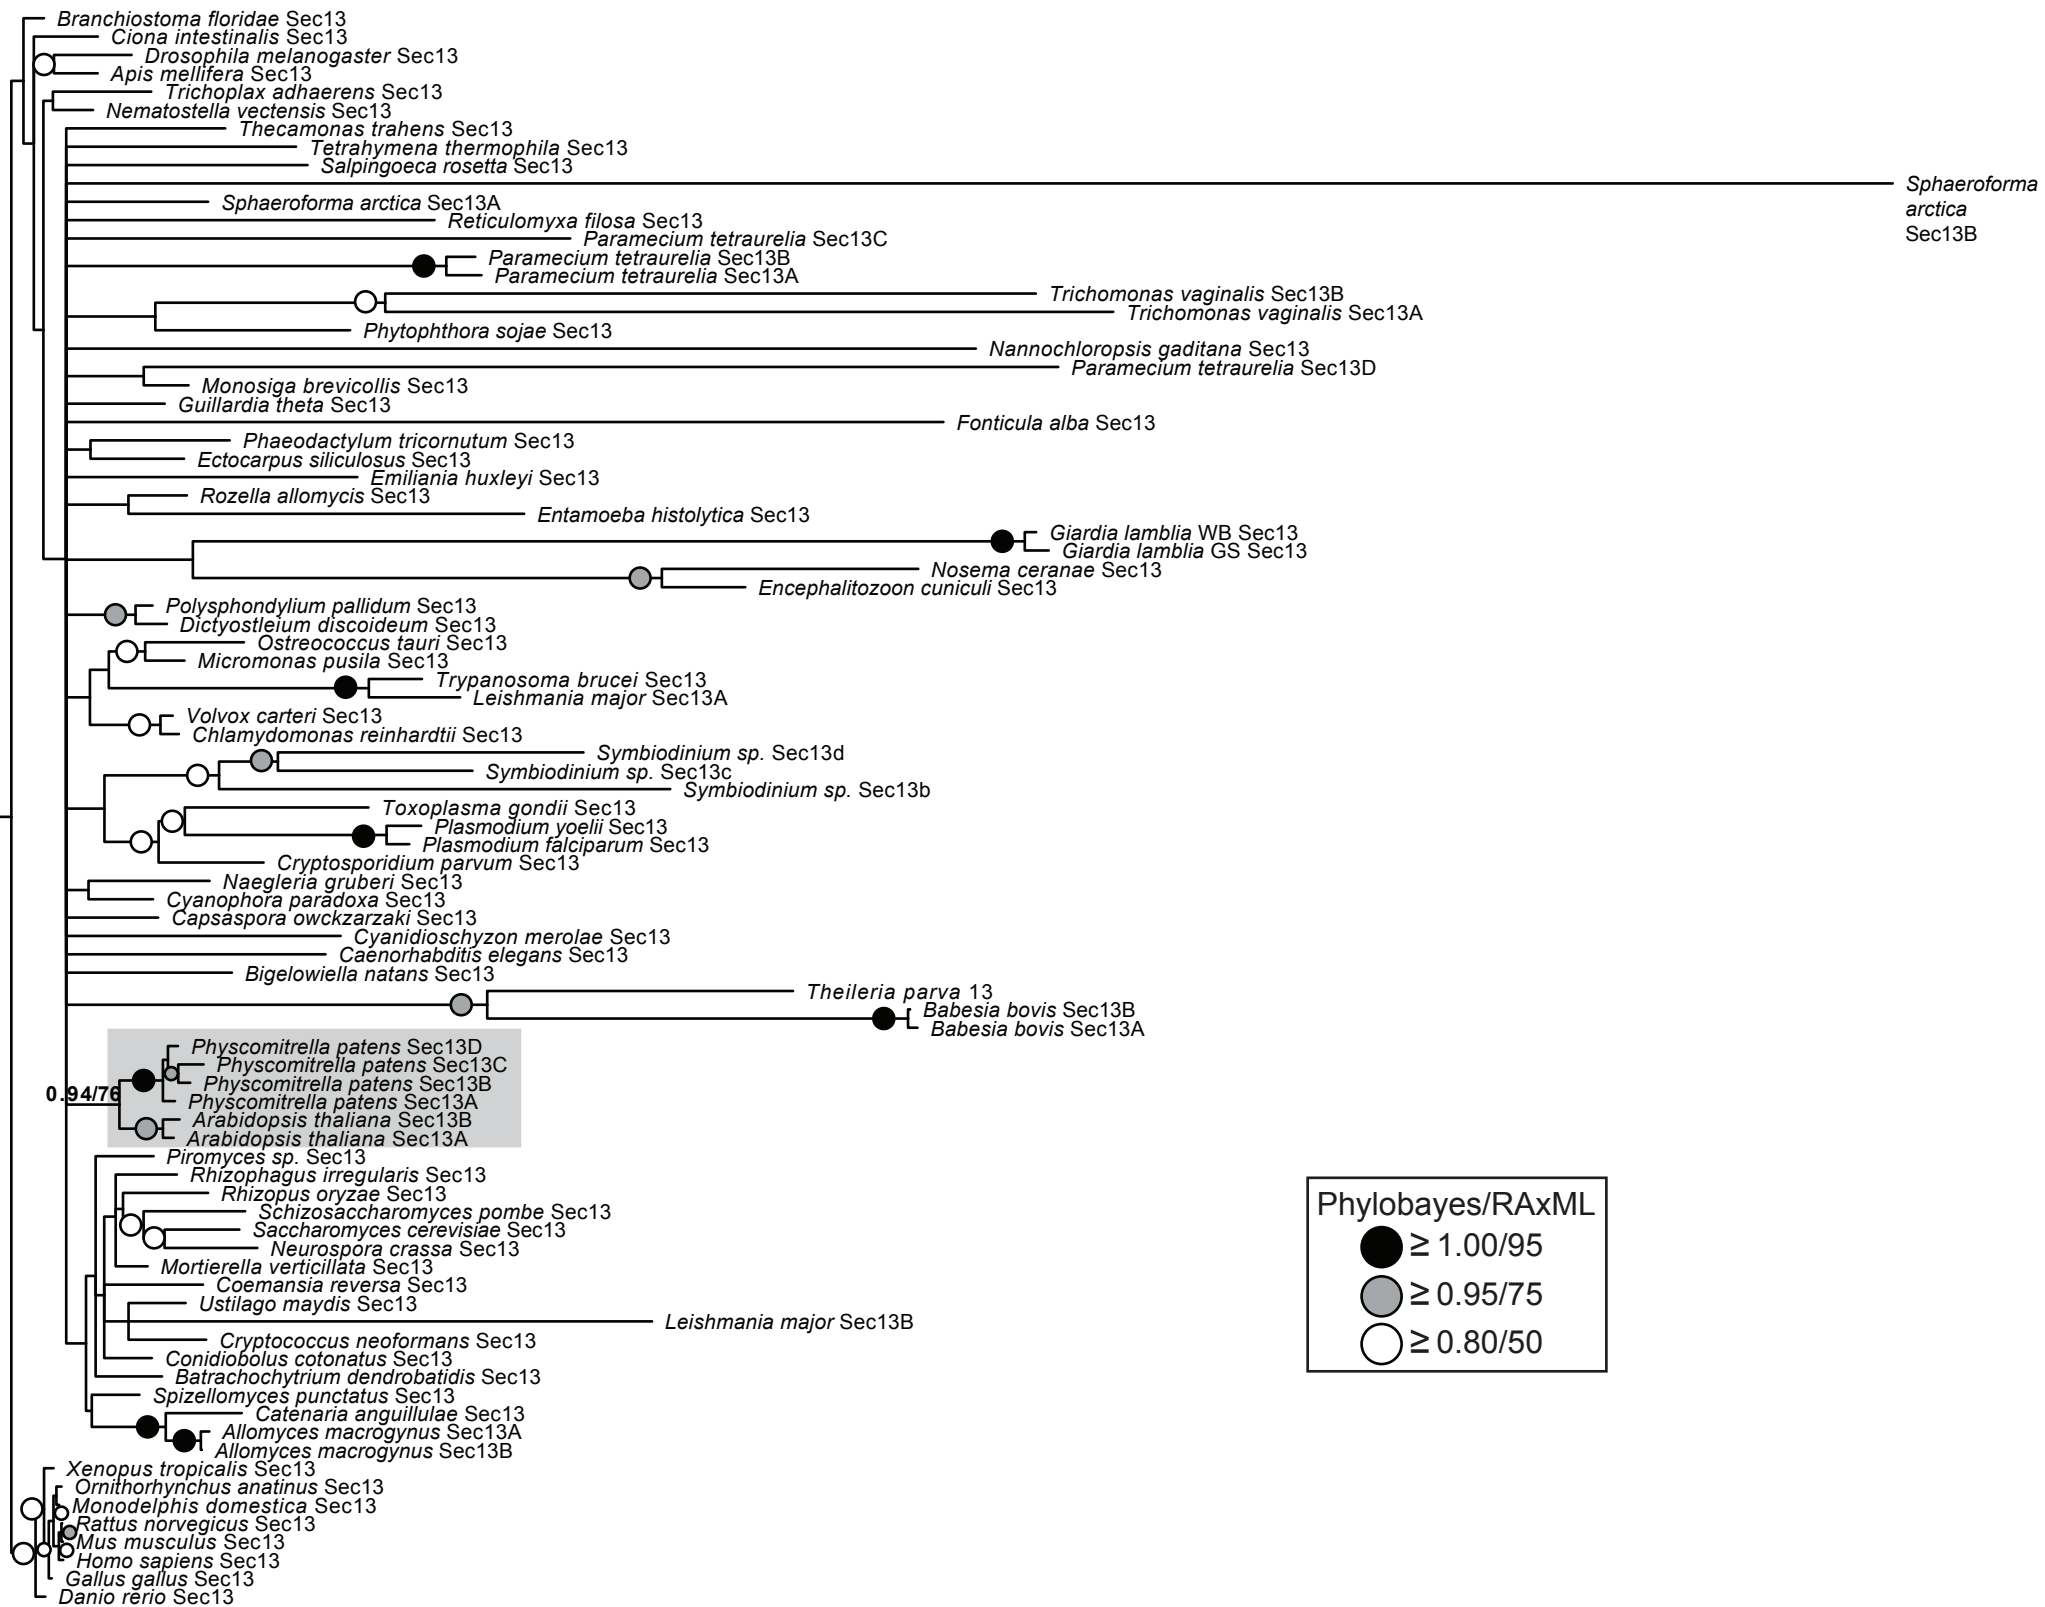 Branchiostoma floridae Sec13
Ciona intestinalis Sec13
Drosophila melanogaster Sec13
Apis mellifera Sec13
Trichoplax adhaerens Sec13
Nematostella vectensis Sec13
Thecamonas trahens Sec13
Tetrahymena thermophila Sec13
Salpingoeca rosetta Sec13
Sphaeroforma
arctica
Sec13B
Sphaeroforma arctica Sec13A
Reticulomyxa filosa Sec13
Paramecium tetraurelia Sec13C
Paramecium tetraurelia Sec13B
Paramecium tetraurelia Sec13A
Trichomonas vaginalis Sec13B
Trichomonas vaginalis Sec13A
Phytophthora sojae Sec13
Nannochloropsis gaditana Sec13
Paramecium tetraurelia Sec13D
Monosiga brevicollis Sec13
Guillardia theta Sec13
Fonticula alba Sec13
Phaeodactylum tricornutum Sec13
Ectocarpus siliculosus Sec13
Emiliania huxleyi Sec13
Rozella allomycis Sec13
Entamoeba histolytica Sec13
Giardia lamblia WB Sec13
Giardia lamblia GS Sec13
Nosema ceranae Sec13
Encephalitozoon cuniculi Sec13
Polysphondylium pallidum Sec13
Dictyostleium discoideum Sec13
Ostreococcus tauri Sec13
Micromonas pusila Sec13
Trypanosoma brucei Sec13
Leishmania major Sec13A
Volvox carteri Sec13
Chlamydomonas reinhardtii Sec13
Symbiodinium sp. Sec13d
Symbiodinium sp. Sec13c
Symbiodinium sp. Sec13b
Toxoplasma gondii Sec13
Plasmodium yoelii Sec13
Plasmodium falciparum Sec13
Cryptosporidium parvum Sec13
Naegleria gruberi Sec13
Cyanophora paradoxa Sec13
Capsaspora owckzarzaki Sec13
Cyanidioschyzon merolae Sec13
Caenorhabditis elegans Sec13
Bigelowiella natans Sec13
Theileria parva 13
Babesia bovis Sec13B
Babesia bovis Sec13A
Physcomitrella patens Sec13D
Physcomitrella patens Sec13C
Physcomitrella patens Sec13B
0.94/76
Physcomitrella patens Sec13A
Arabidopsis thaliana Sec13B
Arabidopsis thaliana Sec13A
Piromyces sp. Sec13
Rhizophagus irregularis Sec13
Rhizopus oryzae Sec13
Schizosaccharomyces pombe Sec13
Saccharomyces cerevisiae Sec13
Neurospora crassa Sec13
Mortierella verticillata Sec13
Coemansia reversa Sec13
Ustilago maydis Sec13
Leishmania major Sec13B
Cryptococcus neoformans Sec13
Conidiobolus cotonatus Sec13
Batrachochytrium dendrobatidis Sec13
Spizellomyces punctatus Sec13
Catenaria anguillulae Sec13
Allomyces macrogynus Sec13A
Allomyces macrogynus Sec13B
Xenopus tropicalis Sec13
Ornithorhynchus anatinus Sec13
Monodelphis domestica Sec13
Rattus norvegicus Sec13
Mus musculus Sec13
Homo sapiens Sec13
Gallus gallus Sec13
Danio rerio Sec13
Phylobayes/RAxML
≥ 1.00/95
≥ 0.95/75
≥ 0.80/50